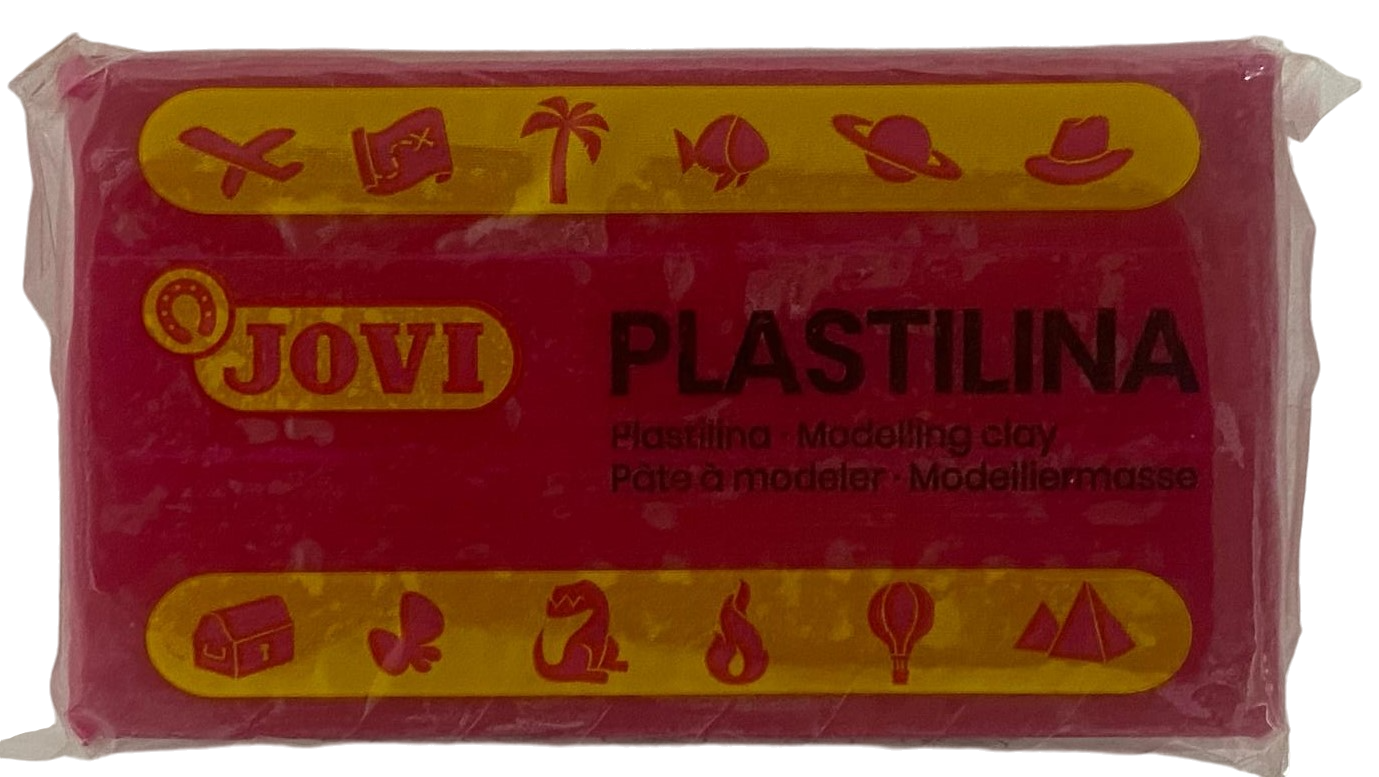 JOVI
PLASTILINA
Plastilina · Modelling clay
Pâte à modeler · Modelliermasse